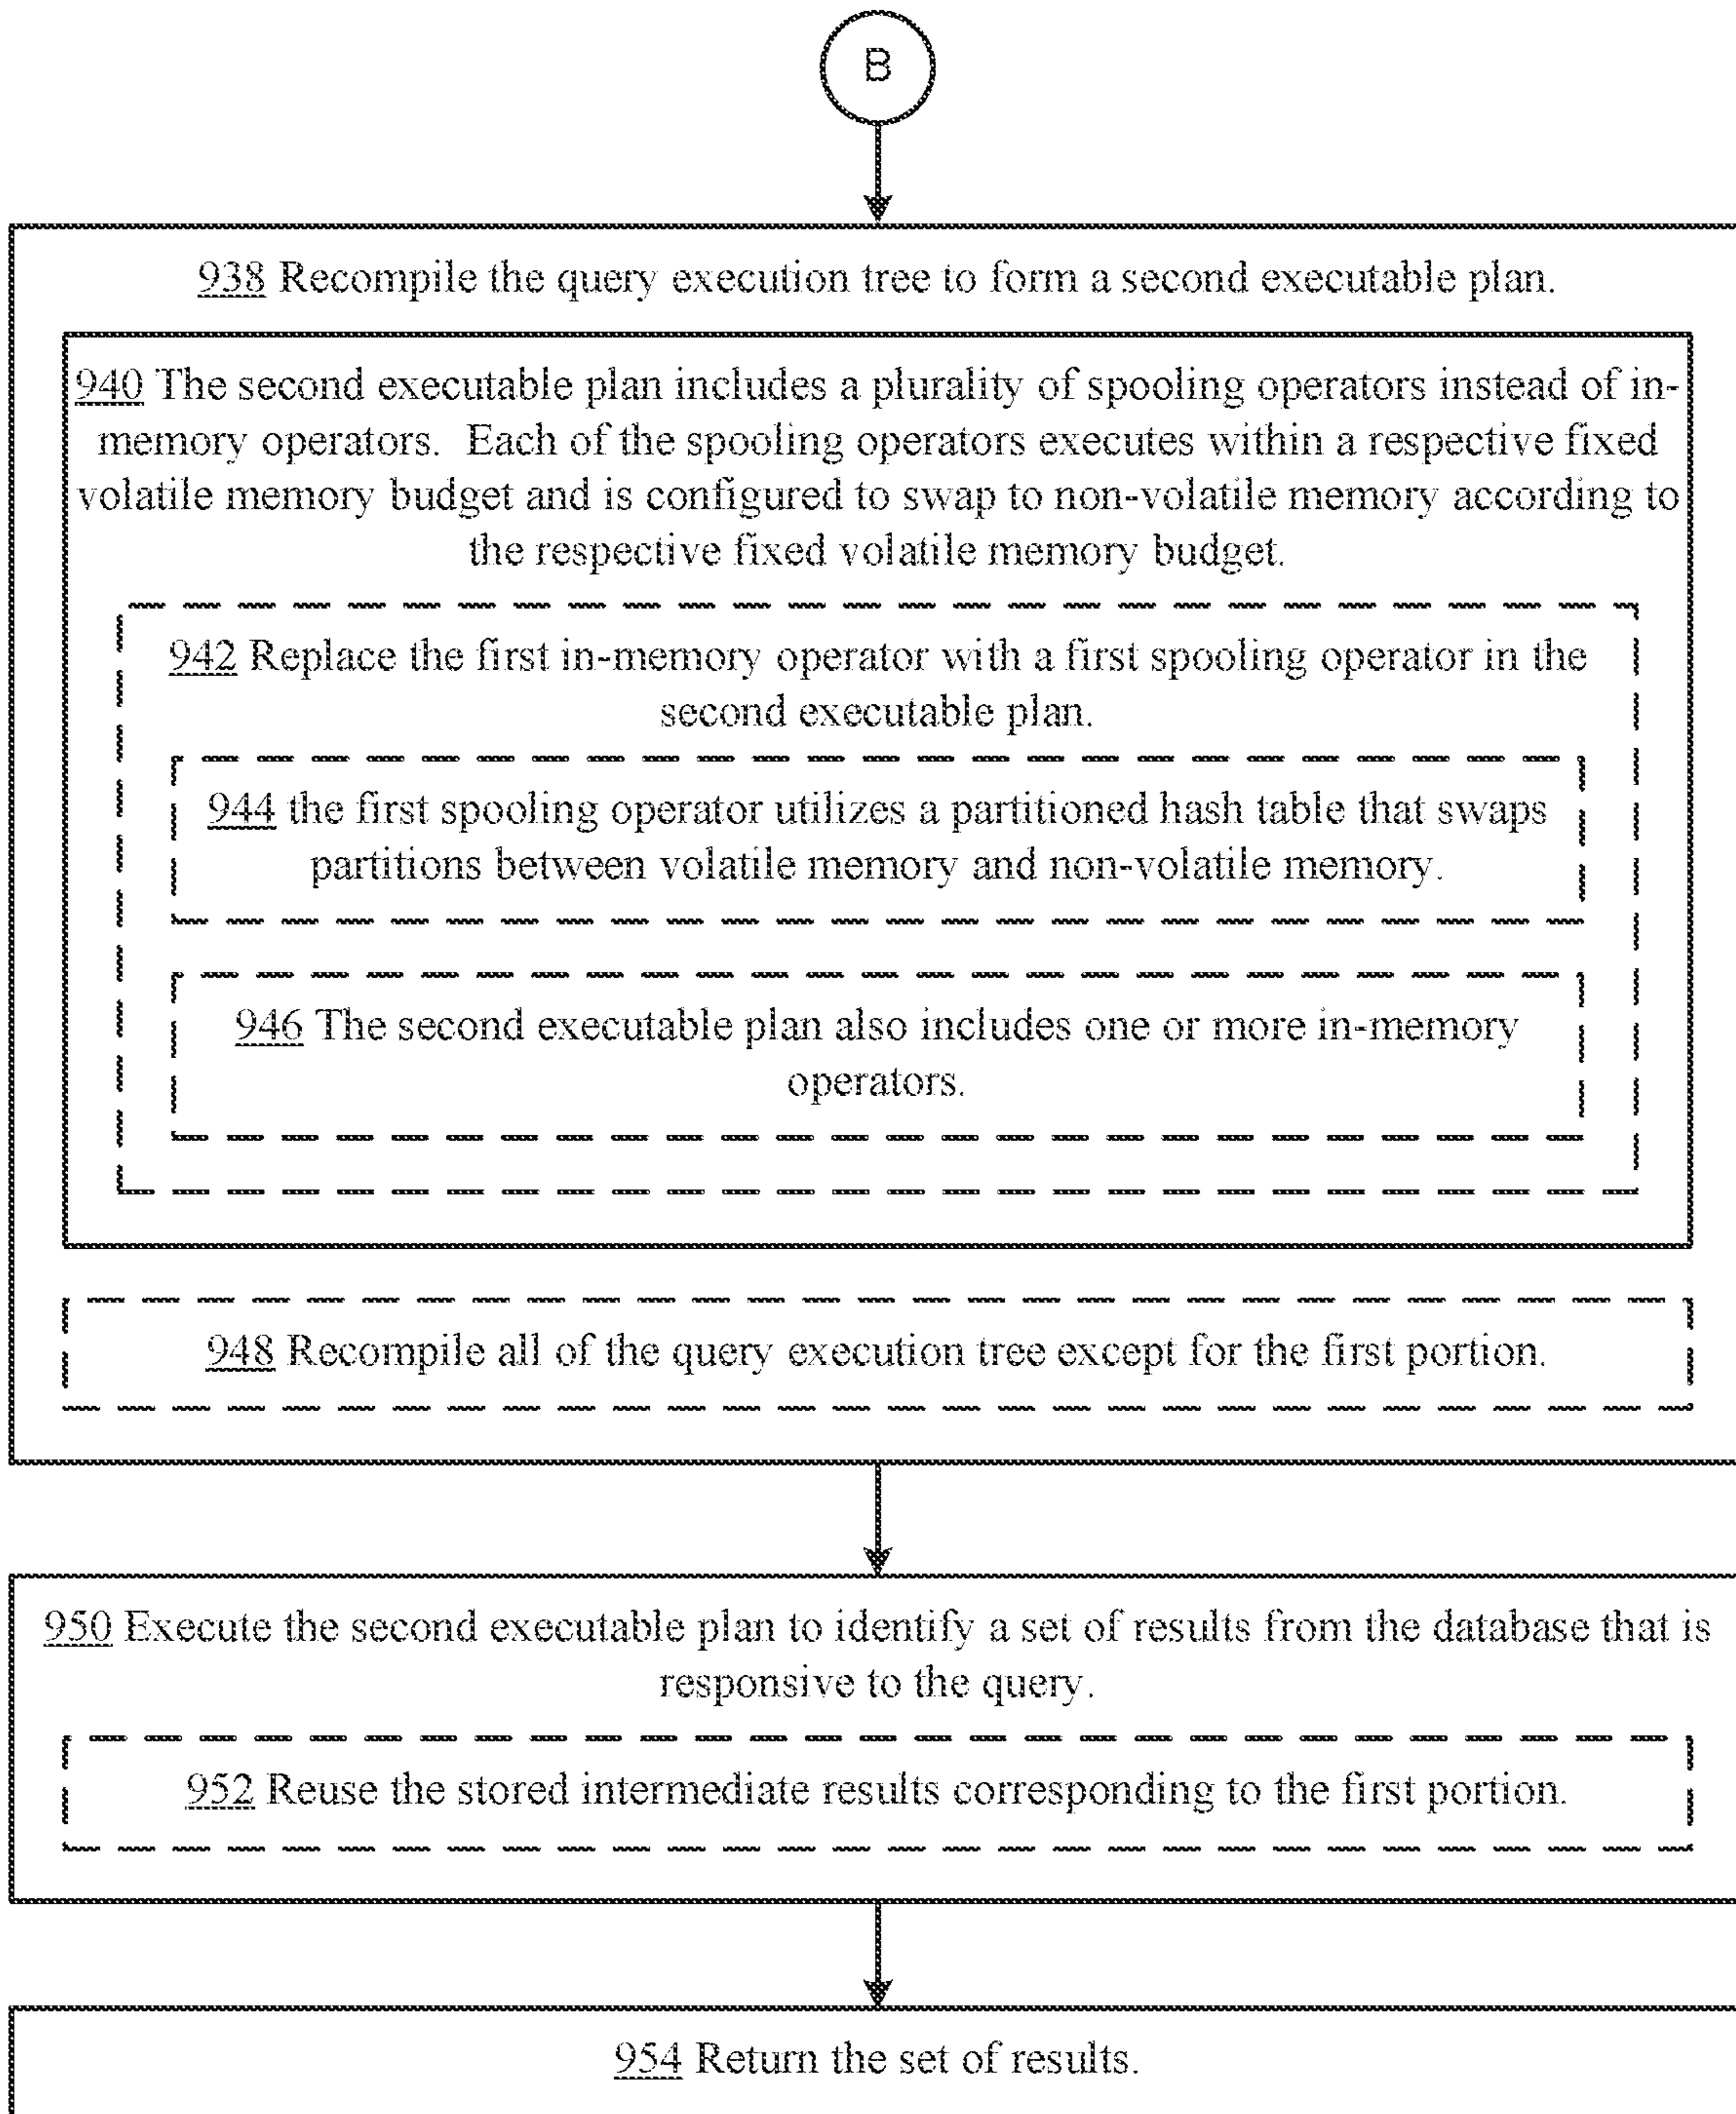 B
938 Recompile the query execution tree to form a second executable plan.
940 The second executable plan includes a plurality of spooling operators instead of in-
memory operators. Each of the spooling operators executes within a respective fixed
volatile memory budget and is configured to swap to non-volatile memory according to
the respective fixed volatile memory budget.
942 Replace the first in-memory operator with a first spooling operator in the
second executable plan.
944 the first spooling operator utilizes a partitioned hash table that swaps
partitions between volatile memory and non-volatile memory.
946 The second executable plan also includes one or more in-memory
operators.
948 Recompile all of the query execution tree except for the first portion.
950 Execute the second executable plan to identify a set of results from the database that is
responsive to the query.
952 Reuse the stored intermediate results corresponding to the first portion.
954 Return the set of results.